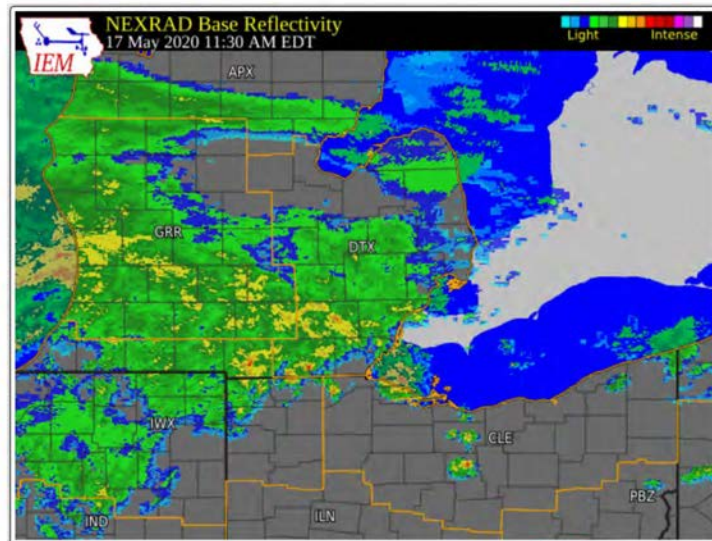 NEXRAD Base Reflectivity
17 May 2020 11:30 AM EDT
IEM
Light Intense
APX
GRR
DTX
IWX
CLE
PBZ
IND
ILN